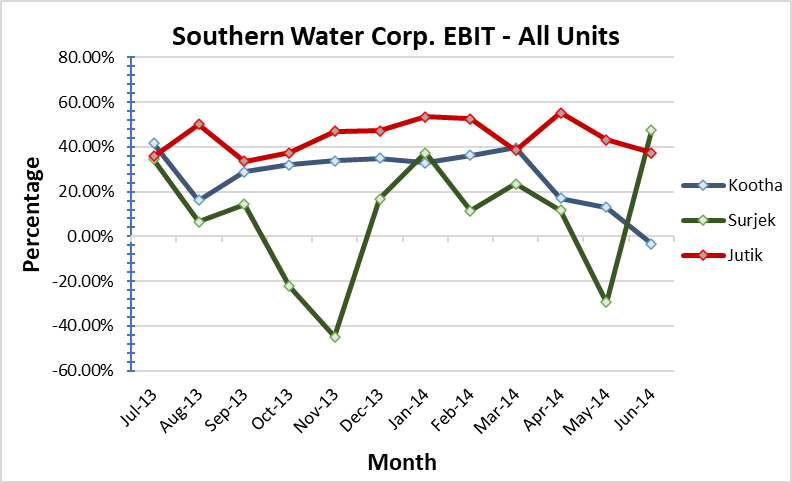 Southern Water Corp. EBIT - All Units
80.00%
60.00%
40.00%
20.00%
0.00%
-20.00%
-40.00%
-60.00%
Percentage
Jul-13
Aug-13
Sep-13
Oct-13
Nov-13
Dec-13
Jan-14
Feb-14
Mar-14
Apr-14
May-14
Jun-14
Month
Kootha
Surjek
Jutik